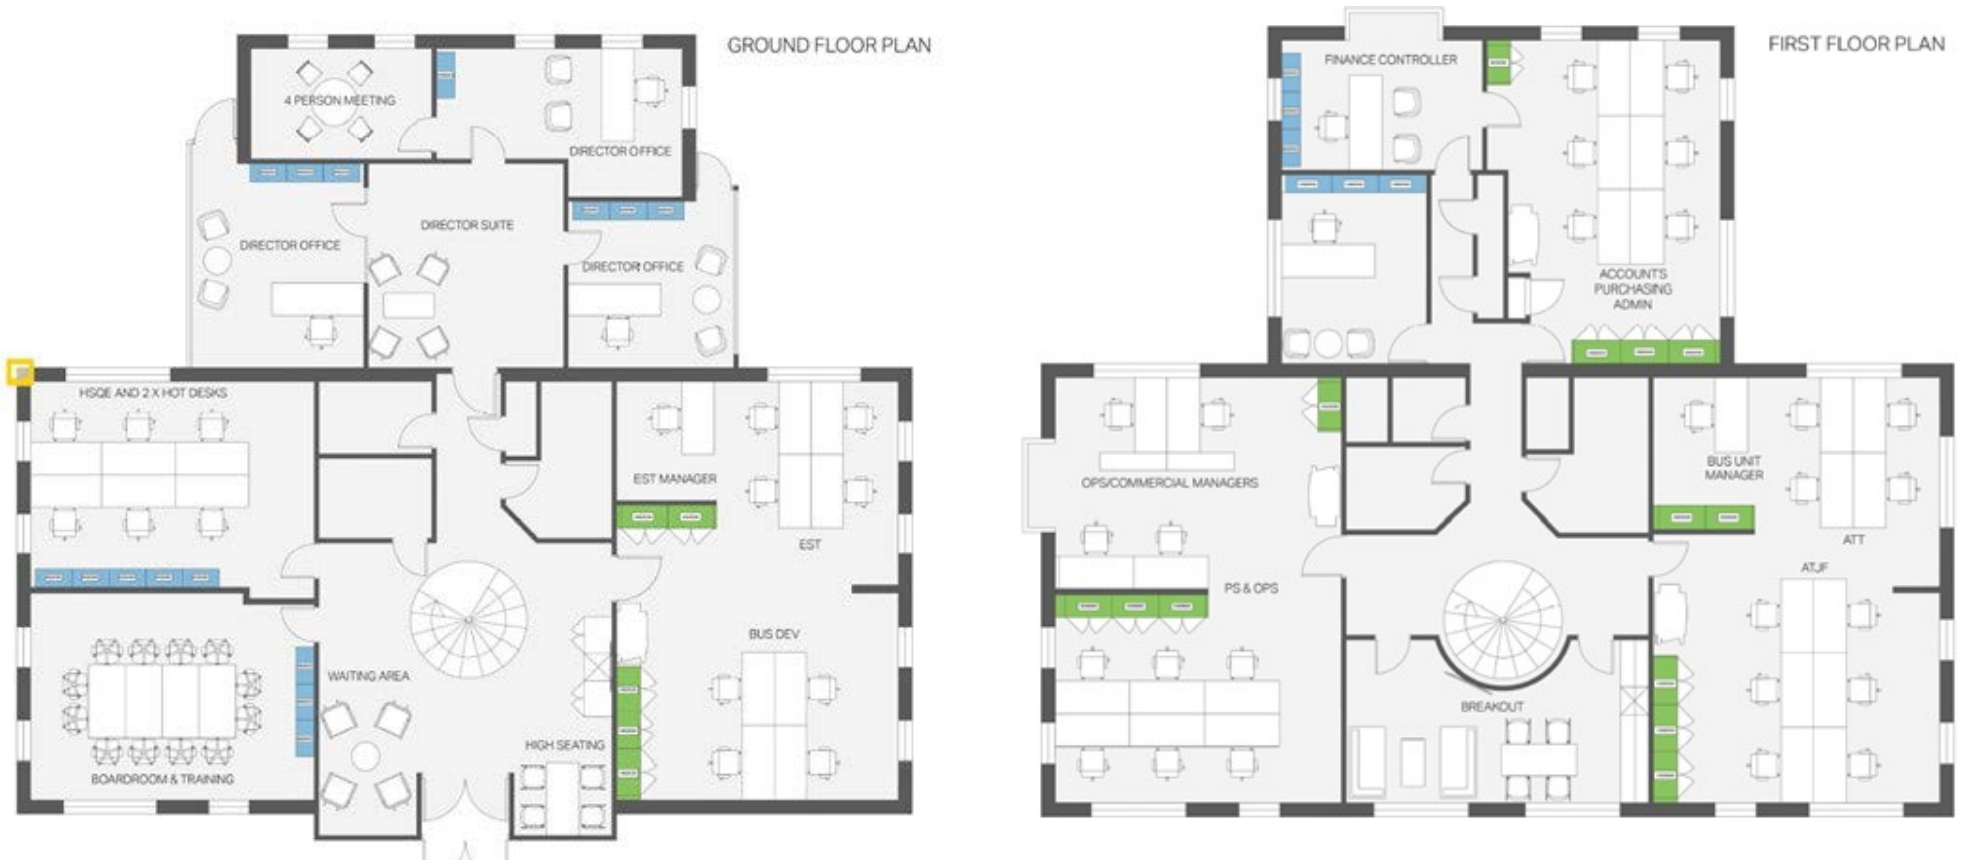 GROUND FLOOR PLAN
4 PERSON MEETING
DIRECTOR OFFICE
DIRECTOR SUITE
DIRECTOR OFFICE
DIRECTOR OFFICE
HSQE AND 2 X HOT DESKS
EST MANAGER
EST
BUS DEV
WAITING AREA
HIGH SEATING
BOARDROOM & TRAINING
FIRST FLOOR PLAN
FINANCE CONTROLLER
ACCOUNTS
PURCHASING
ADMIN
OPS/COMMERCIAL MANAGERS
BUS UNIT
MANAGER
ATT
ATJF
PS & OPS
BREAKOUT